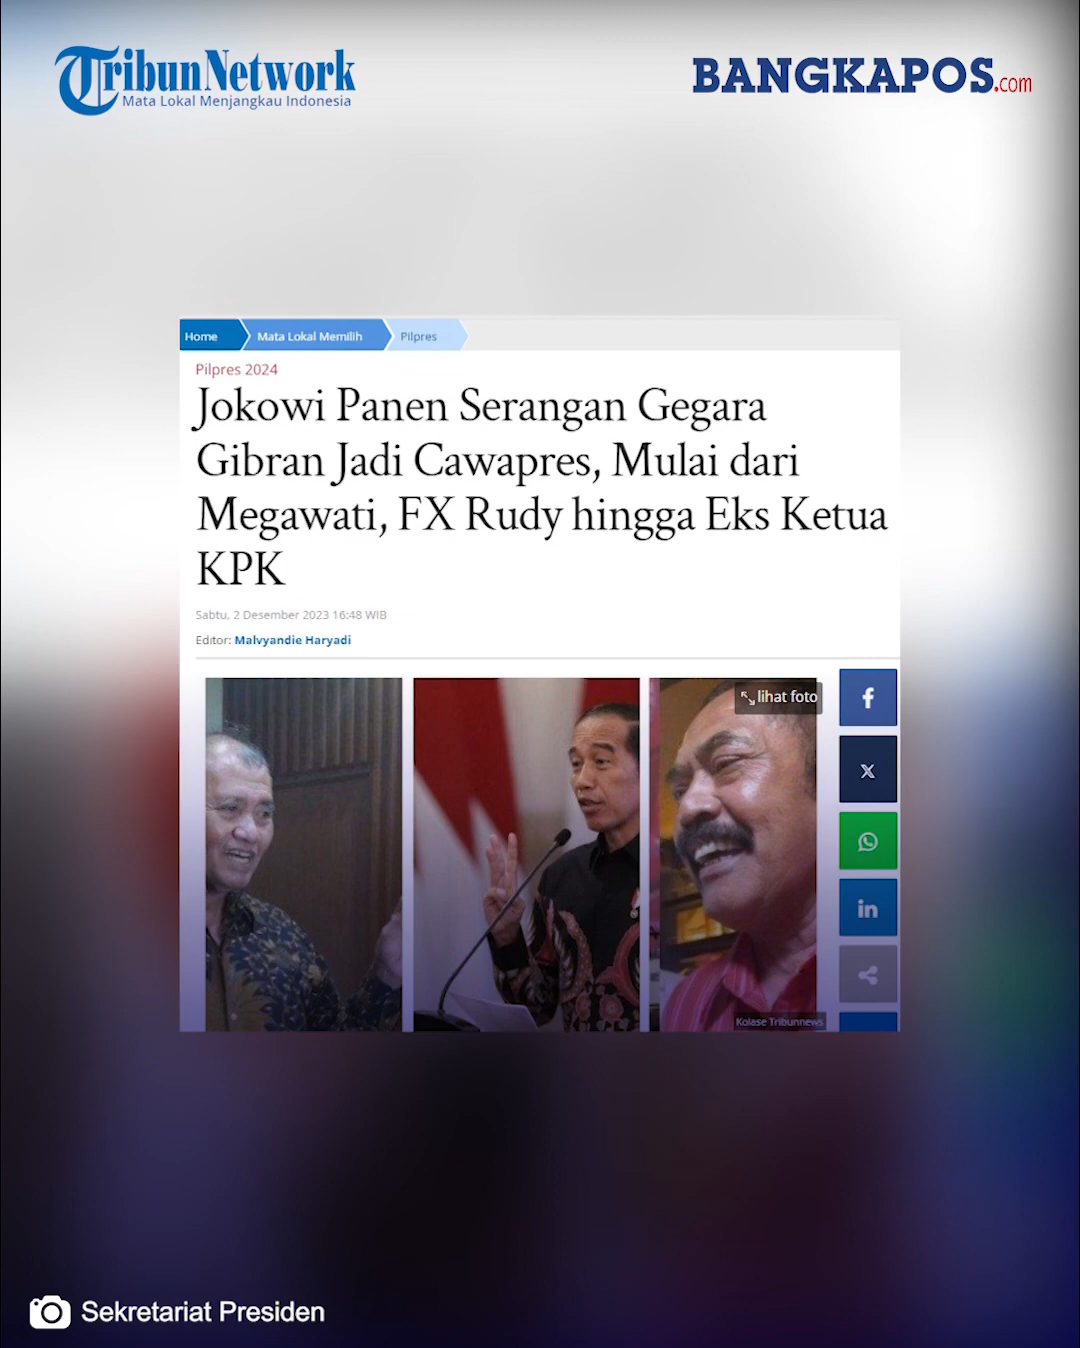 TribunNetwork
Mata Lokal Menjangkau Indonesia
BANGKAPOS.com
Home Mata Lokal Memilih Pilpres
Pilpres 2024
Jokowi Panen Serangan Gegara
Gibran Jadi Cawapres, Mulai dari
Megawati, FX Rudy hingga Eks Ketua
KPK
Sabtu, 2 Desember 2023 16:48 WIB
Editor: Malvyandie Haryadi
lihat foto
Kolase Tribunnews
Sekretariat Presiden